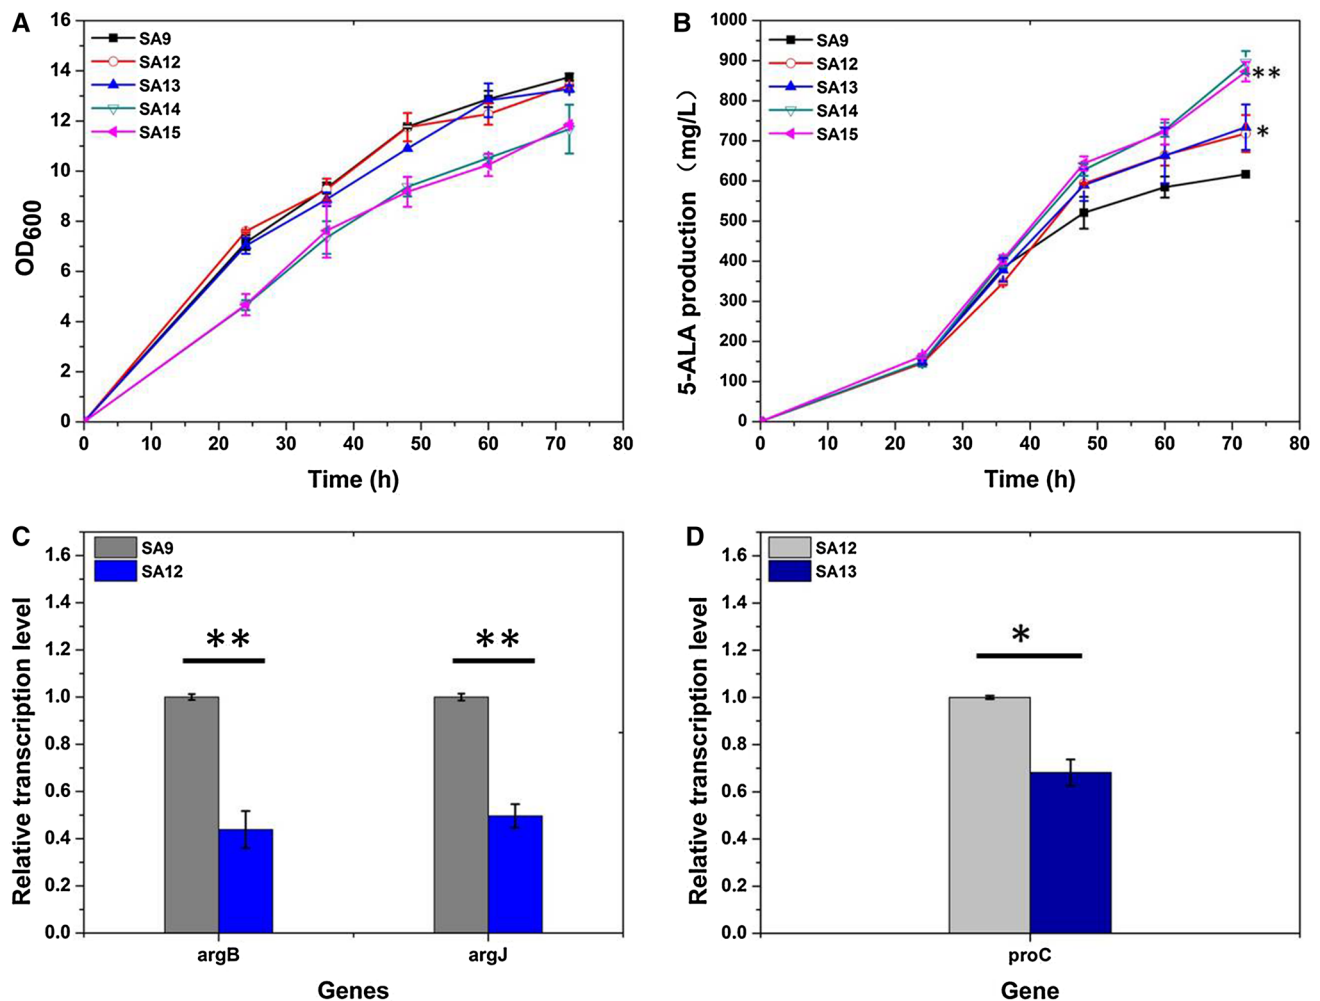 A
16
14
12
10
8
6
4
2
0
OD600
SA9
SA12
SA13
SA14
SA15
0 10 20 30 40 50 60 70 80
Time (h)
B
1000
900
800
700
600
500
400
300
200
100
0
5-ALA production （mg/L）
SA9
SA12
SA13
SA14
SA15
**
*
0 10 20 30 40 50 60 70 80
Time (h)
C
1.6
1.4
1.2
1.0
0.8
0.6
0.4
0.2
0.0
Relative transcription level
SA9
SA12
** **
argB argJ
Genes
D
1.6
1.4
1.2
1.0
0.8
0.6
0.4
0.2
0.0
Relative transcription level
SA12
SA13
*
proC
Gene